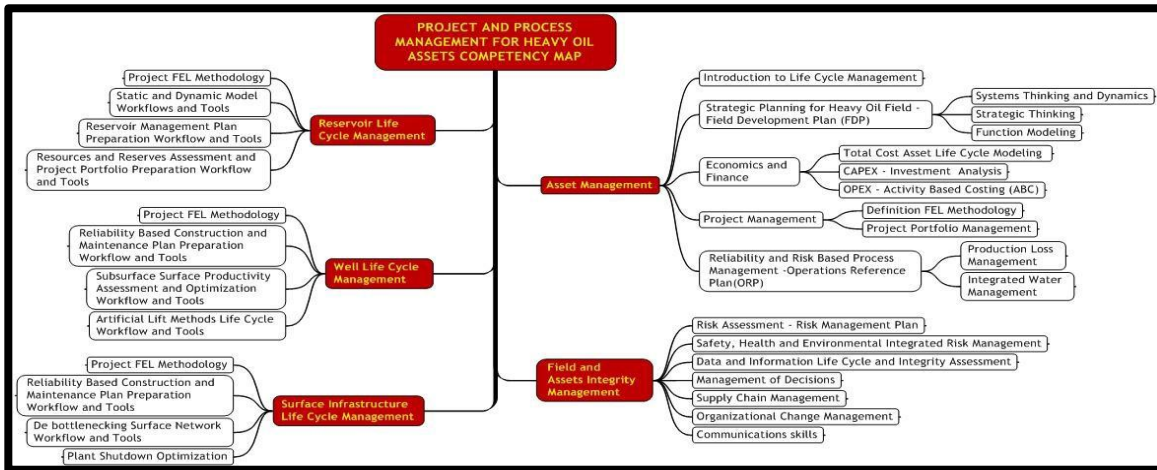 PROJECT AND PROCESS
MANAGEMENT FOR HEAVY OIL
ASSETS COMPETENCY MAP
Project FEL Methodology
Static and Dynamic Model
Workflows and Tools
Reservoir Management Plan
Preparation Workflow and Tools
Resources and Reserves Assessment and
Project Portfolio Preparation Workflow
and Tools
Reservoir Life
Cycle Management
Project FEL Methodology
Reliability Based Construction and
Maintenance Plan Preparation
Workflow and Tools
Subsurface Surface Productivity
Assessment and Optimization
Workflow and Tools
Artificial Lift Methods Life Cycle
Workflow and Tools
Well Life Cycle
Management
Project FEL Methodology
Reliability Based Construction and
Maintenance Plan Preparation
Workflow and Tools
De bottlenecking Surface Network
Workflow and Tools
Plant Shutdown Optimization
Surface Infrastructure
Life Cycle Management
Asset Management
Introduction to Life Cycle Management
Strategic Planning for Heavy Oil Field -
Field Development Plan (FDP)
Systems Thinking and Dynamics
Strategic Thinking
Function Modeling
Economics and
Finance
Total Cost Asset Life Cycle Modeling
CAPEX - Investment Analysis
OPEX - Activity Based Costing (ABC)
Project Management
Definition FEL Methodology
Project Portfolio Management
Reliability and Risk Based Process
Management -Operations Reference
Plan(ORP)
Production Loss
Management
Integrated Water
Management
Field and
Assets Integrity
Management
Risk Assessment - Risk Management Plan
Safety, Health and Environmental Integrated Risk Management
Data and Information Life Cycle and Integrity Assessment
Management of Decisions
Supply Chain Management
Organizational Change Management
Communications skills